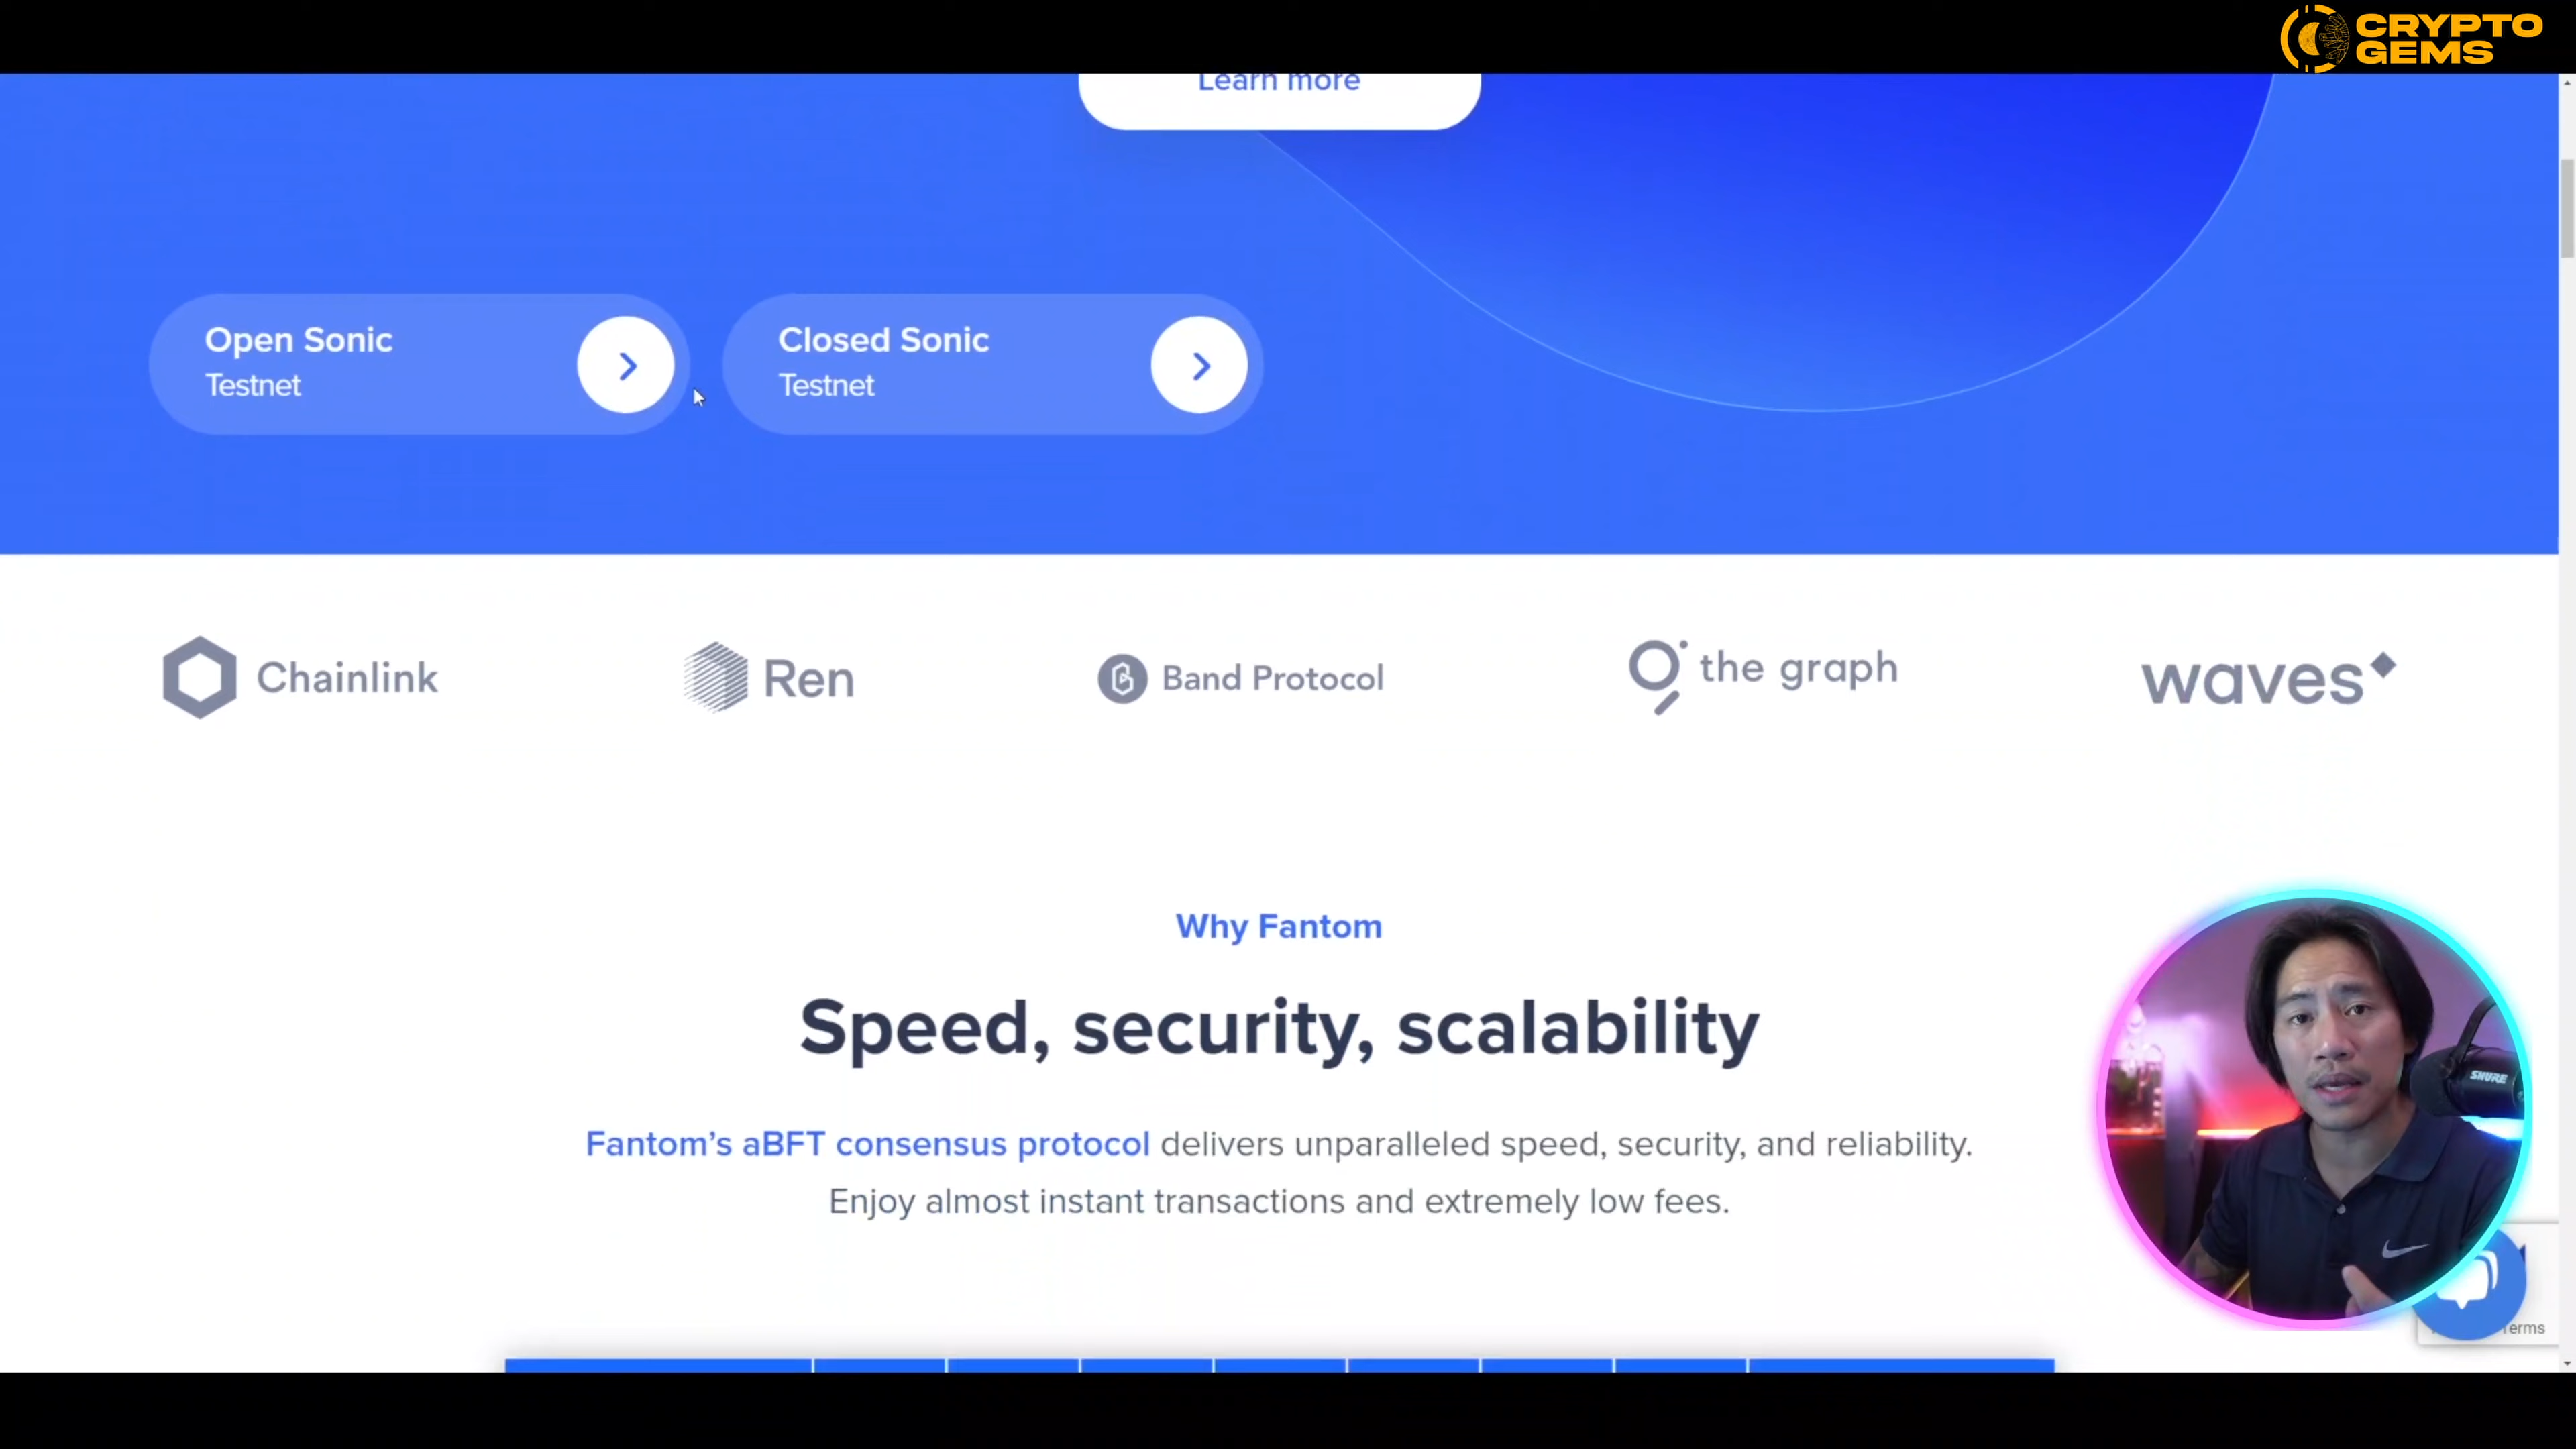 CRYPTO
GEMS
Learn more
Open Sonic
Testnet
Closed Sonic
Testnet
Chainlink
Ren
Band Protocol
the graph
waves
Why Fantom
Speed, security, scalability
Fantom's aBFT consensus protocol delivers unparalleled speed, security, and reliability.
Enjoy almost instant transactions and extremely low fees.
SHURE